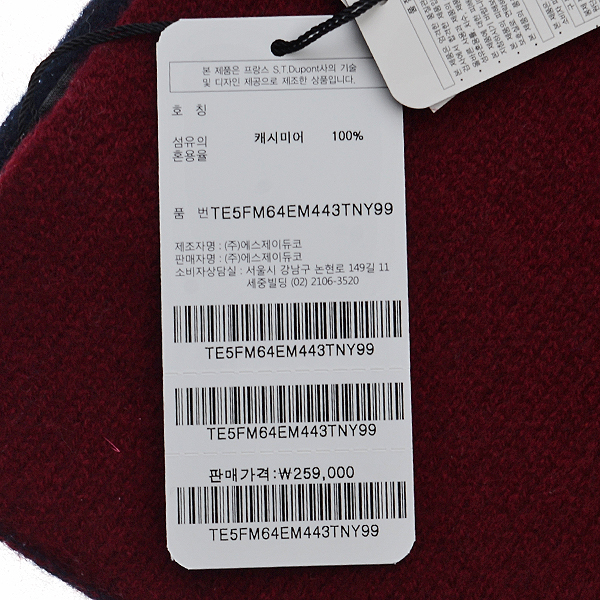 본 제품은 프랑스 S.T.Dupont사의 기술
및 디자인 제공으로 제조한 상품입니다.
호 칭
섬유의 캐시미어 100%
혼용율
품 번TE5FM64EM443TNY99
제조자명 : (주)에스제이듀코
판매자명 : (주)에스제이듀코
소비자상담실 : 서울시 강남구 논현로 149길 11
세중빌딩 (02) 2106-3520
TE5FM64EM443TNY99
TE5FM64EM443TNY99
판매가격:₩259,000
TE5FM64EM443TNY99